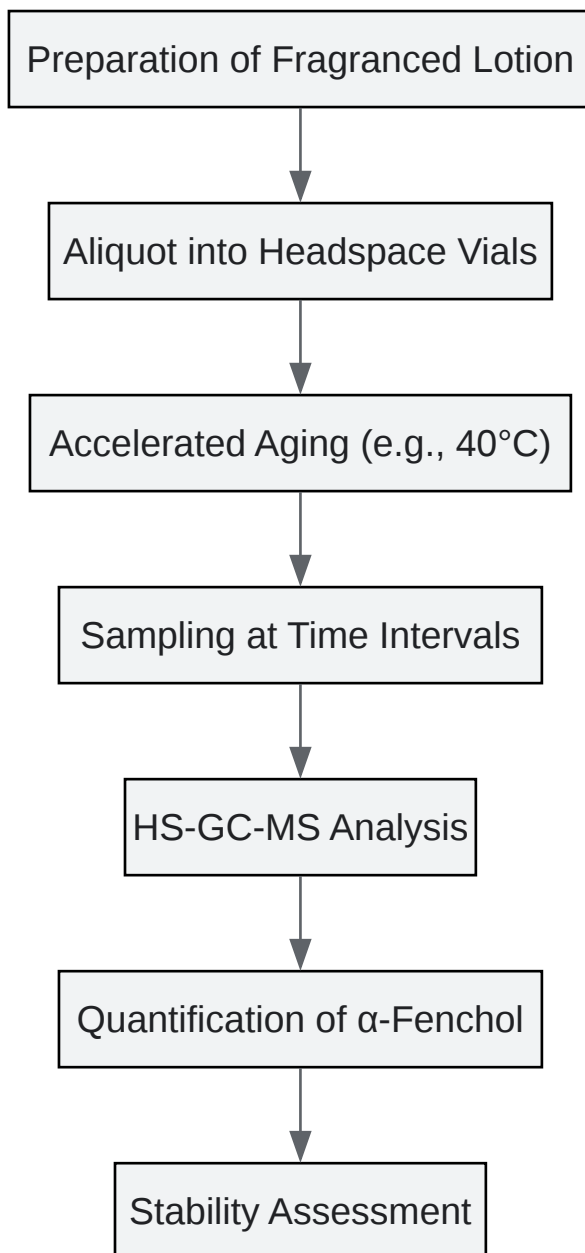 Preparation of Fragranced Lotion
Aliquot into Headspace Vials
Accelerated Aging (e.g., 40°C)
Sampling at Time Intervals
HS-GC-MS Analysis
Quantification of α-Fenchol
Stability Assessment